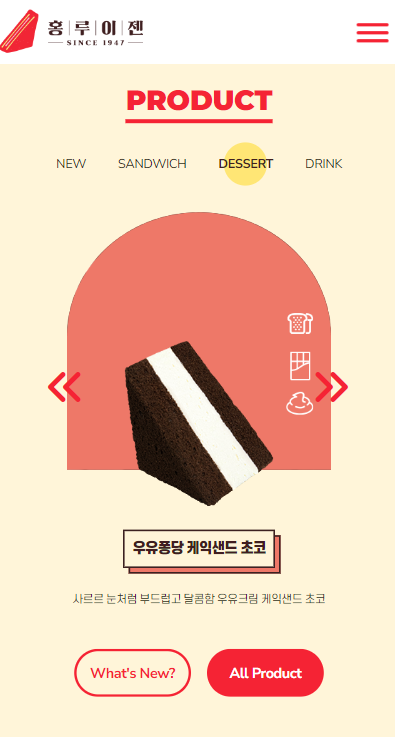 홍|루|이|젠
SINCE 1947
PRODUCT
NEW SANDWICH DESSERT DRINK
우유퐁당 케익샌드 초코
사르르 눈처럼 부드럽고 달콤함 우유크림 케익샌드 초코
What's New? All Product